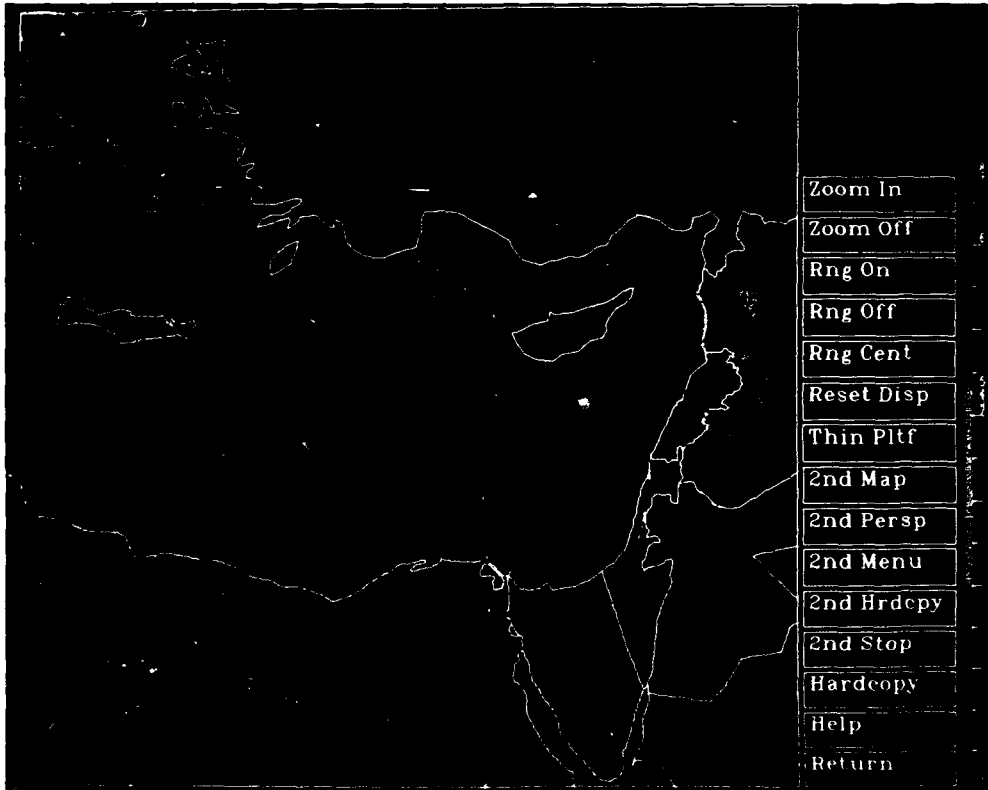 Zoom In
Zoom Off
Rng On
Rng Off
Rng Cent
Reset Disp
Thin Pltf
2nd Map
2nd Persp
2nd Menu
2nd Hrdcpy
2nd Stop
Hardcopy
Help
Return